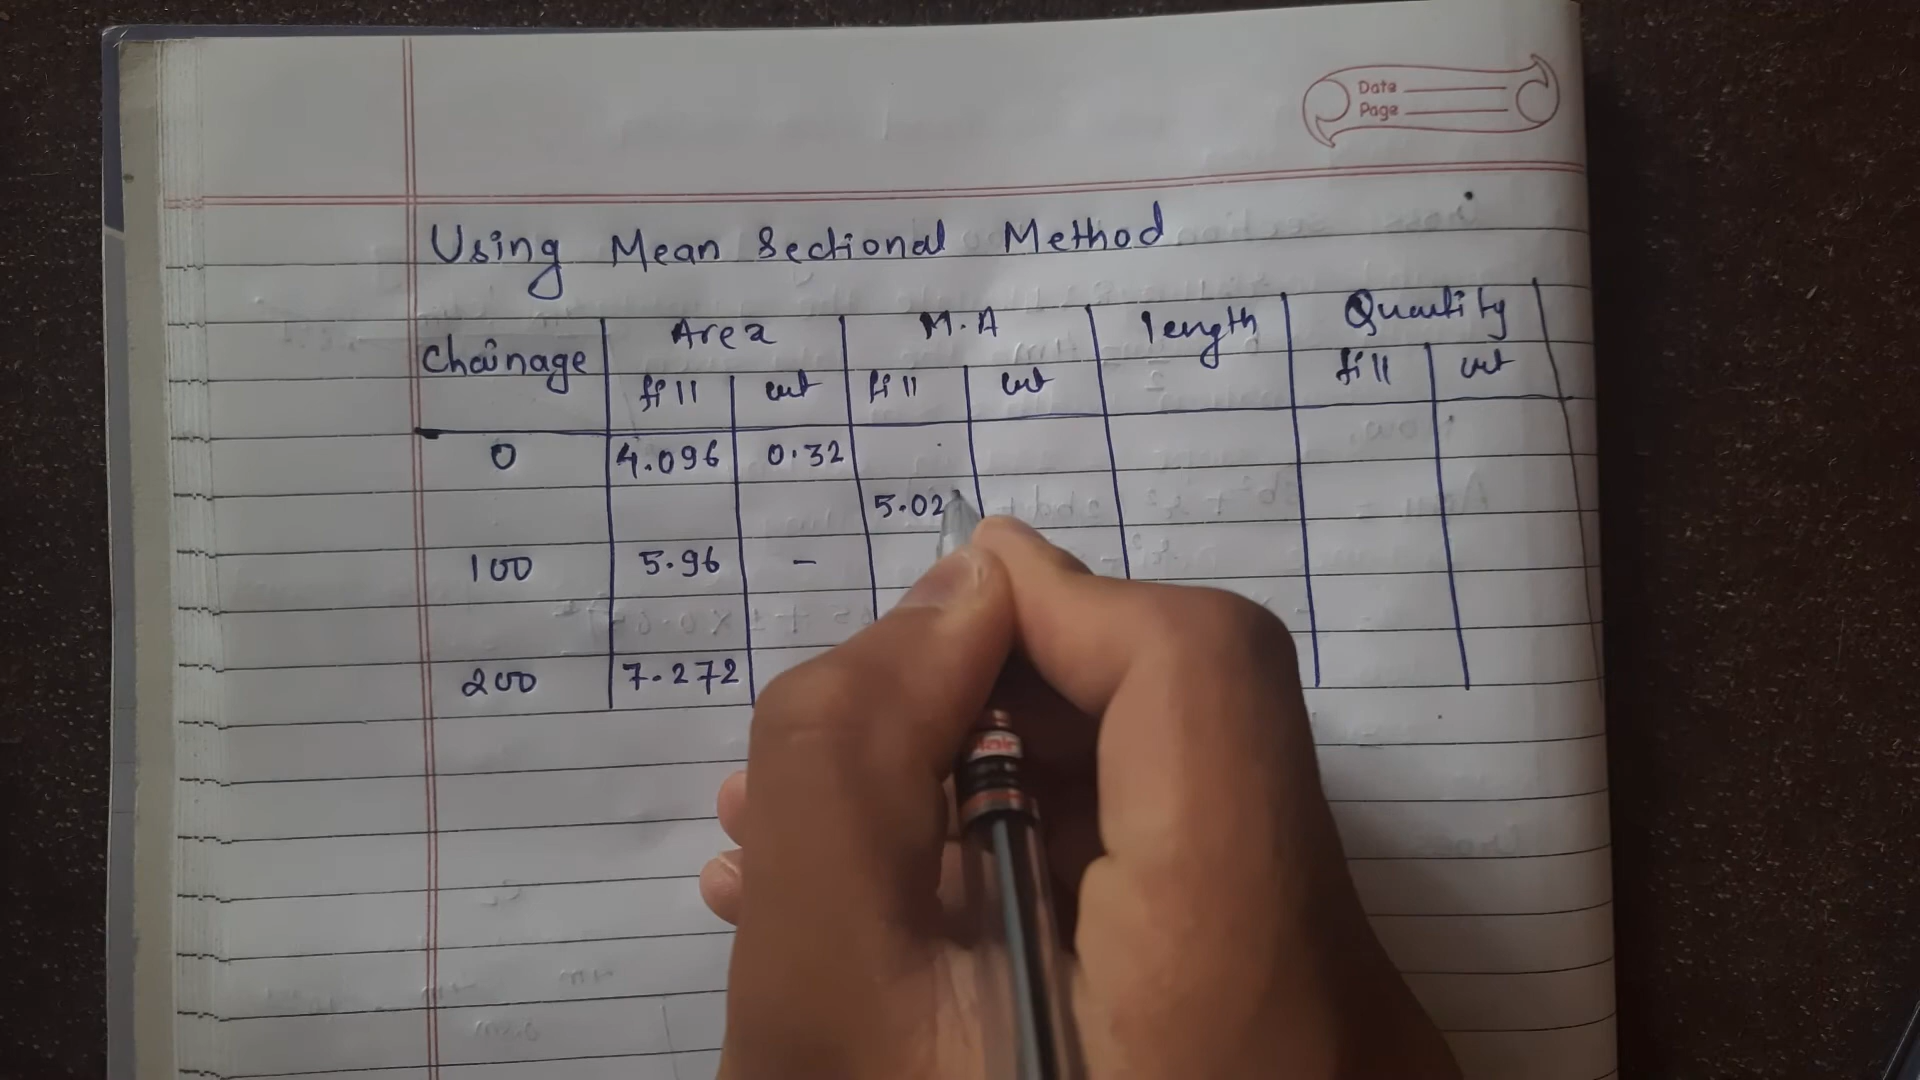 Date
Page
Using Mean Sectional Method
Chainage Area M.A length Quantity
fill cut fill cut fill cut
0 4.096 0.32
5.02
100 5.96 -
200 7.272